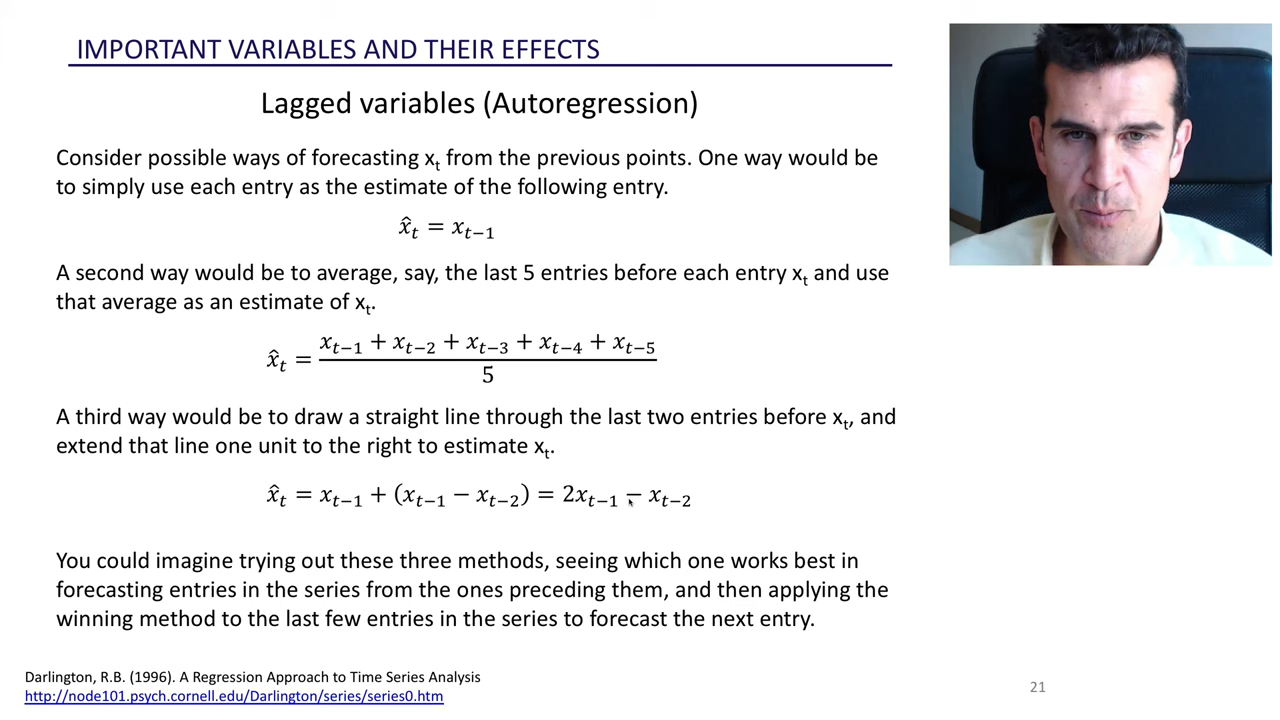 IMPORTANT VARIABLES AND THEIR EFFECTS
Lagged variables (Autoregression)
Consider possible ways of forecasting xₜ from the previous points. One way would be
to simply use each entry as the estimate of the following entry.
x̂ₜ = xₜ₋₁
A second way would be to average, say, the last 5 entries before each entry xₜ and use
that average as an estimate of xₜ.
x̂ₜ = (xₜ₋₁ + xₜ₋₂ + xₜ₋₃ + xₜ₋₄ + xₜ₋₅) / 5
A third way would be to draw a straight line through the last two entries before xₜ, and
extend that line one unit to the right to estimate xₜ.
x̂ₜ = xₜ₋₁ + (xₜ₋₁ − xₜ₋₂) = 2xₜ₋₁ − xₜ₋₂
You could imagine trying out these three methods, seeing which one works best in
forecasting entries in the series from the ones preceding them, and then applying the
winning method to the last few entries in the series to forecast the next entry.
Darlington, R.B. (1996). A Regression Approach to Time Series Analysis
http://node101.psych.cornell.edu/Darlington/series/series0.htm
21